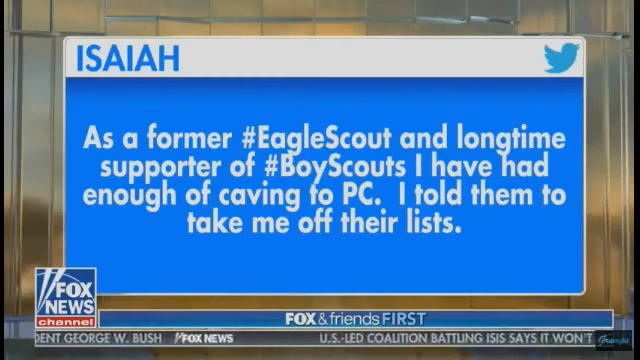 ISAIAH
As a former #EagleScout and longtime
supporter of #BoyScouts I have had
enough of caving to PC. I told them to
take me off their lists.
FOX
NEWS
channel
FOX & friends FIRST
DENT GEORGE W. BUSH FOX NEWS U.S.-LED COALITION BATTLING ISIS SAYS IT WON'T
Gramps